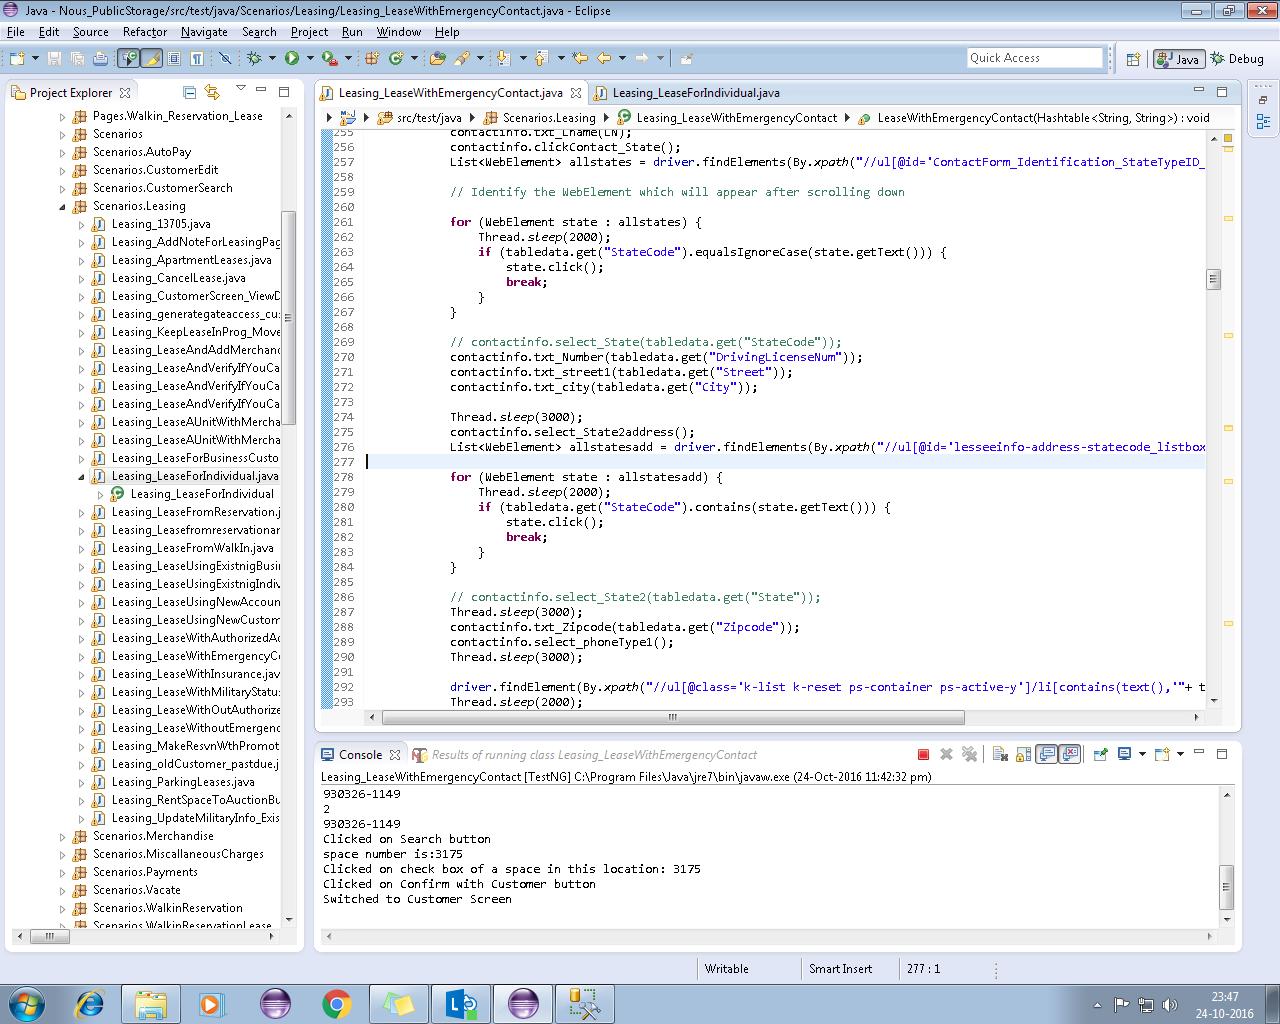 Java - Nous_PublicStorage/src/test/java/Scenarios/Leasing/Leasing_LeaseWithEmergencyContact.java - Eclipse
File Edit Source Refactor Navigate Search Project Run Window Help
Quick Access
Java
Debug
Project Explorer
Pages.Walkin_Reservation_Lease
Scenarios
Scenarios.AutoPay
Scenarios.CustomerEdit
Scenarios.CustomerSearch
Scenarios.Leasing
Leasing_13705.java
Leasing_AddNoteForLeasingPag
Leasing_ApartmentLeases.java
Leasing_CancelLease.java
Leasing_CustomerScreen_ViewD
Leasing_generategateaccess_cu
Leasing_KeepLeaseInProg_Move
Leasing_LeaseAndAddMerchanc
Leasing_LeaseAndVerifyIfYouCa
Leasing_LeaseAndVerifyIfYouCa
Leasing_LeaseAndVerifyIfYouCa
Leasing_LeaseAUnitWithMercha
Leasing_LeaseAUnitWithMercha
Leasing_LeaseForBusinessCusto
Leasing_LeaseForIndividual.java
Leasing_LeaseForIndividual
Leasing_LeaseFromReservation.j
Leasing_Leasefromreservationar
Leasing_LeaseFromWalkIn.java
Leasing_LeaseUsingExistnigBusi
Leasing_LeaseUsingExistnigIndiv
Leasing_LeaseUsingNewAccoun
Leasing_LeaseUsingNewCustom
Leasing_LeaseWithAuthorizedAc
Leasing_LeaseWithEmergencyCo
Leasing_LeaseWithInsurance.jav
Leasing_LeaseWithMilitaryStatu
Leasing_LeaseWithOutAuthorize
Leasing_LeaseWithoutEmergenc
Leasing_MakeResvnWthPromot
Leasing_oldCustomer_pastdue.j
Leasing_ParkingLeases.java
Leasing_RentSpaceToAuctionBu
Leasing_UpdateMilitaryInfo_Exis
Scenarios.Merchandise
Scenarios.MiscallaneousCharges
Scenarios.Payments
Scenarios.Vacate
Scenarios.WalkinReservation
Scenarios.WalkinReservationLease
Leasing_LeaseWithEmergencyContact.java
Leasing_LeaseForIndividual.java
src/test/java Scenarios.Leasing Leasing_LeaseWithEmergencyContact LeaseWithEmergencyContact(Hashtable<String, String>) : void
255 contactinfo.txt_Lname(LN);
256 contactinfo.clickContact_State();
257 List<WebElement> allstates = driver.findElements(By.xpath("//ul[@id='ContactForm_Identification_StateTypeID_
258
259 // Identify the WebElement which will appear after scrolling down
260
261 for (WebElement state : allstates) {
262 Thread.sleep(2000);
263 if (tabledata.get("StateCode").equalsIgnoreCase(state.getText())) {
264 state.click();
265 break;
266 }
267 }
268
269 // contactinfo.select_State(tabledata.get("StateCode"));
270 contactinfo.txt_Number(tabledata.get("DrivingLicenseNum"));
271 contactinfo.txt_street1(tabledata.get("Street"));
272 contactinfo.txt_city(tabledata.get("City"));
273
274 Thread.sleep(3000);
275 contactinfo.select_State2address();
276 List<WebElement> allstatesadd = driver.findElements(By.xpath("//ul[@id='lesseeinfo-address-statecode_listbox
277
278 for (WebElement state : allstatesadd) {
279 Thread.sleep(2000);
280 if (tabledata.get("StateCode").contains(state.getText())) {
281 state.click();
282 break;
283 }
284 }
285
286 // contactinfo.select_State2(tabledata.get("State"));
287 Thread.sleep(3000);
288 contactinfo.txt_Zipcode(tabledata.get("Zipcode"));
289 contactinfo.select_phoneType1();
290 Thread.sleep(3000);
291
292 driver.findElement(By.xpath("//ul[@class='k-list k-reset ps-container ps-active-y']/li[contains(text(),'"+ t
293 Thread.sleep(2000);
Console
Results of running class Leasing_LeaseWithEmergencyContact
Leasing_LeaseWithEmergencyContact [TestNG] C:\Program Files\Java\jre7\bin\javaw.exe (24-Oct-2016 11:42:32 pm)
930326-1149
2
930326-1149
Clicked on Search button
space number is:3175
Clicked on check box of a space in this location: 3175
Clicked on Confirm with Customer button
Switched to Customer Screen
Writable
Smart Insert
277 : 1
23:47
24-10-2016